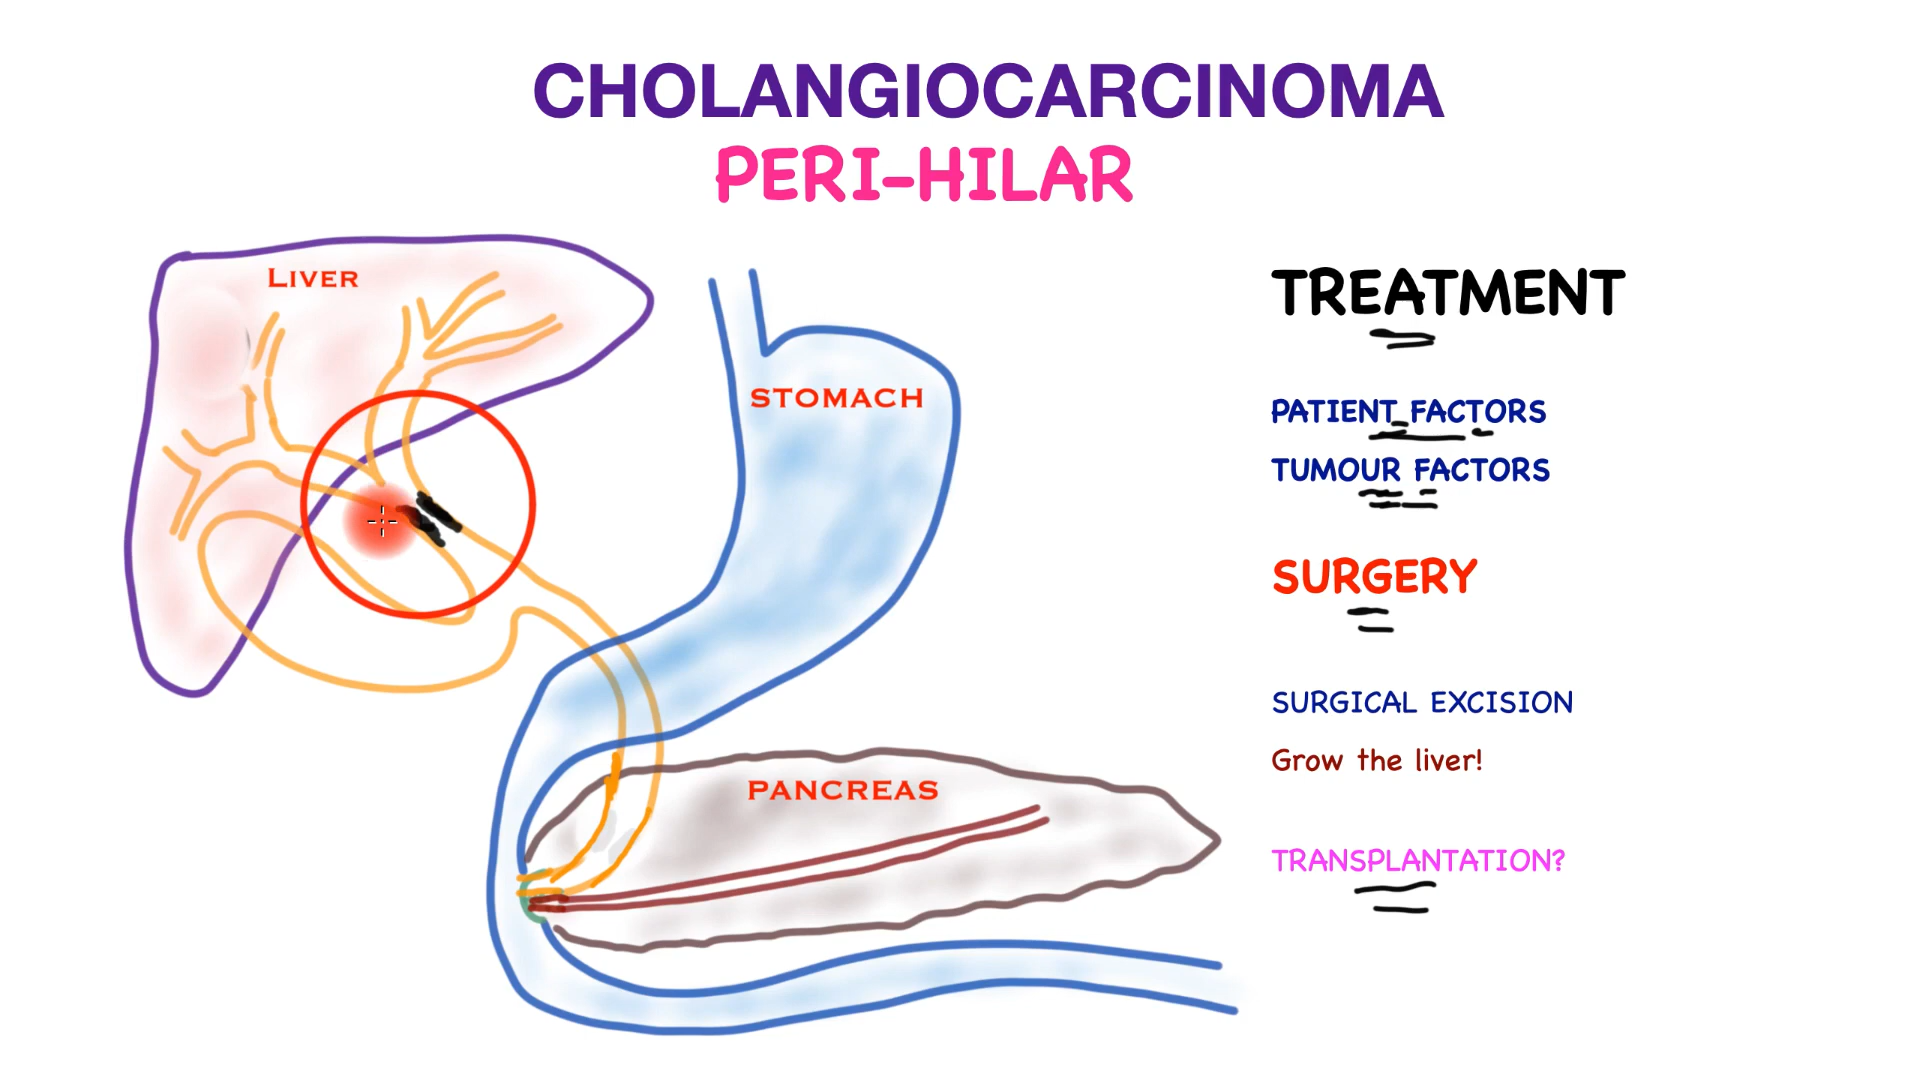 CHOLANGIOCARCINOMA
PERI-HILAR
LIVER
STOMACH
PANCREAS
TREATMENT
PATIENT FACTORS
TUMOUR FACTORS
SURGERY
SURGICAL EXCISION
Grow the liver!
TRANSPLANTATION?